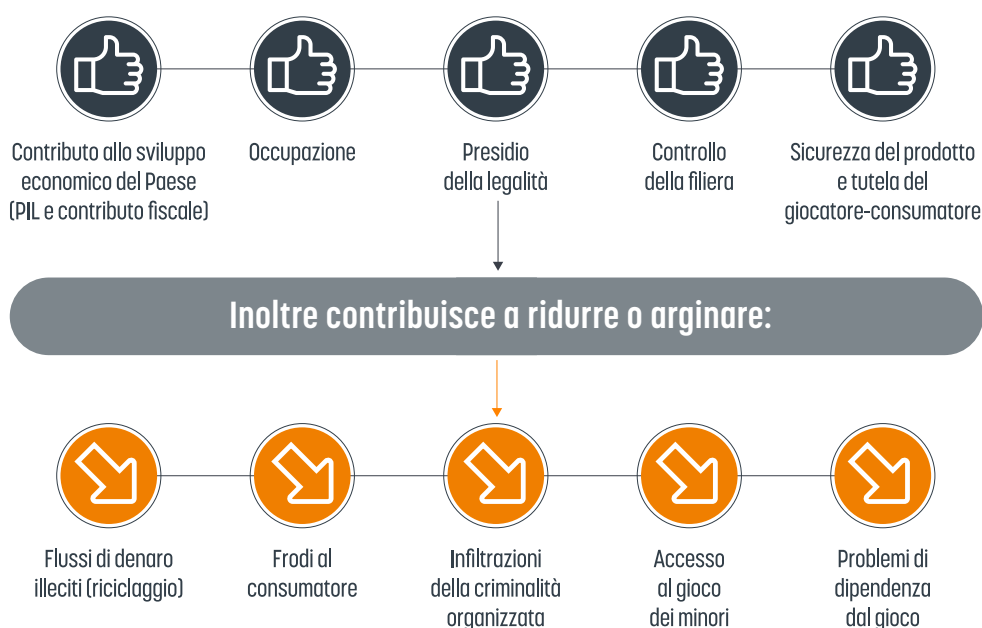 Contributo allo sviluppo
economico del Paese
(PIL e contributo fiscale)
Occupazione
Presidio
della legalità
Controllo
della filiera
Sicurezza del prodotto
e tutela del
giocatore-consumatore
Inoltre contribuisce a ridurre o arginare:
Flussi di denaro
illeciti (riciclaggio)
Frodi al
consumatore
Infiltrazioni
della criminalità
organizzata
Accesso
al gioco
dei minori
Problemi di
dipendenza
dal gioco